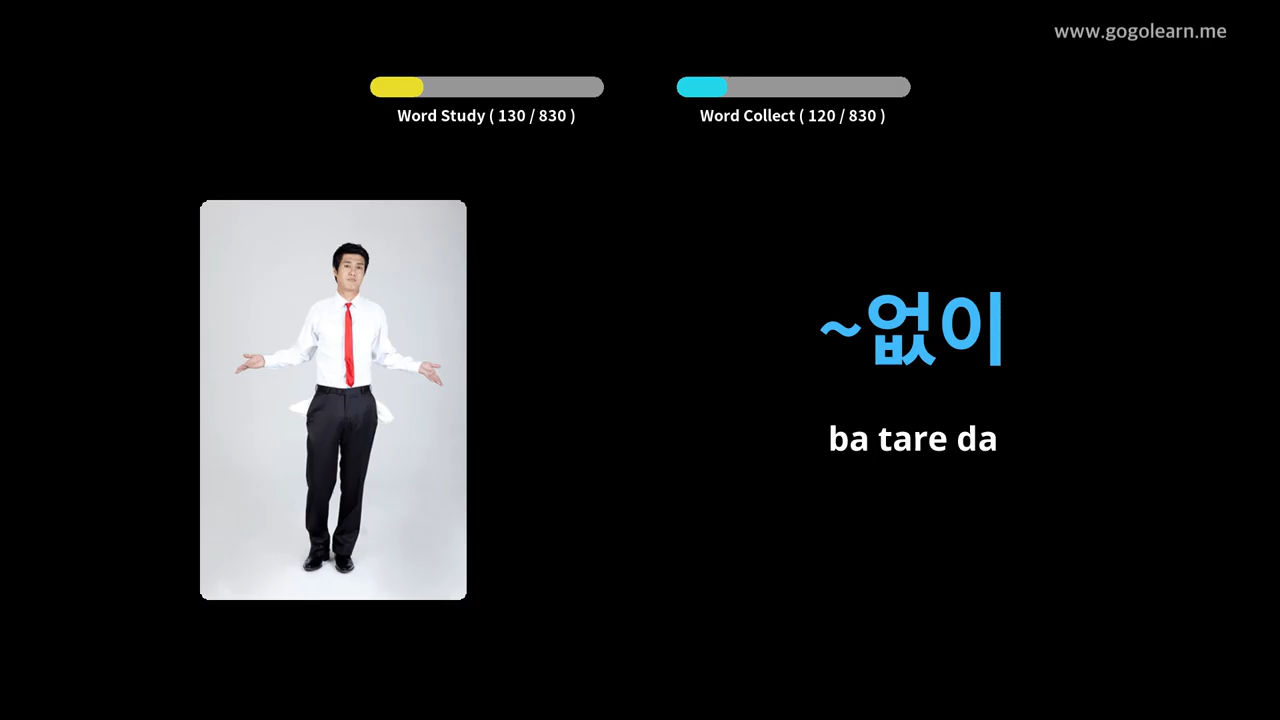 www.gogolearn.me
Word Study ( 130 / 830 )
Word Collect ( 120 / 830 )
~없이
ba tare da